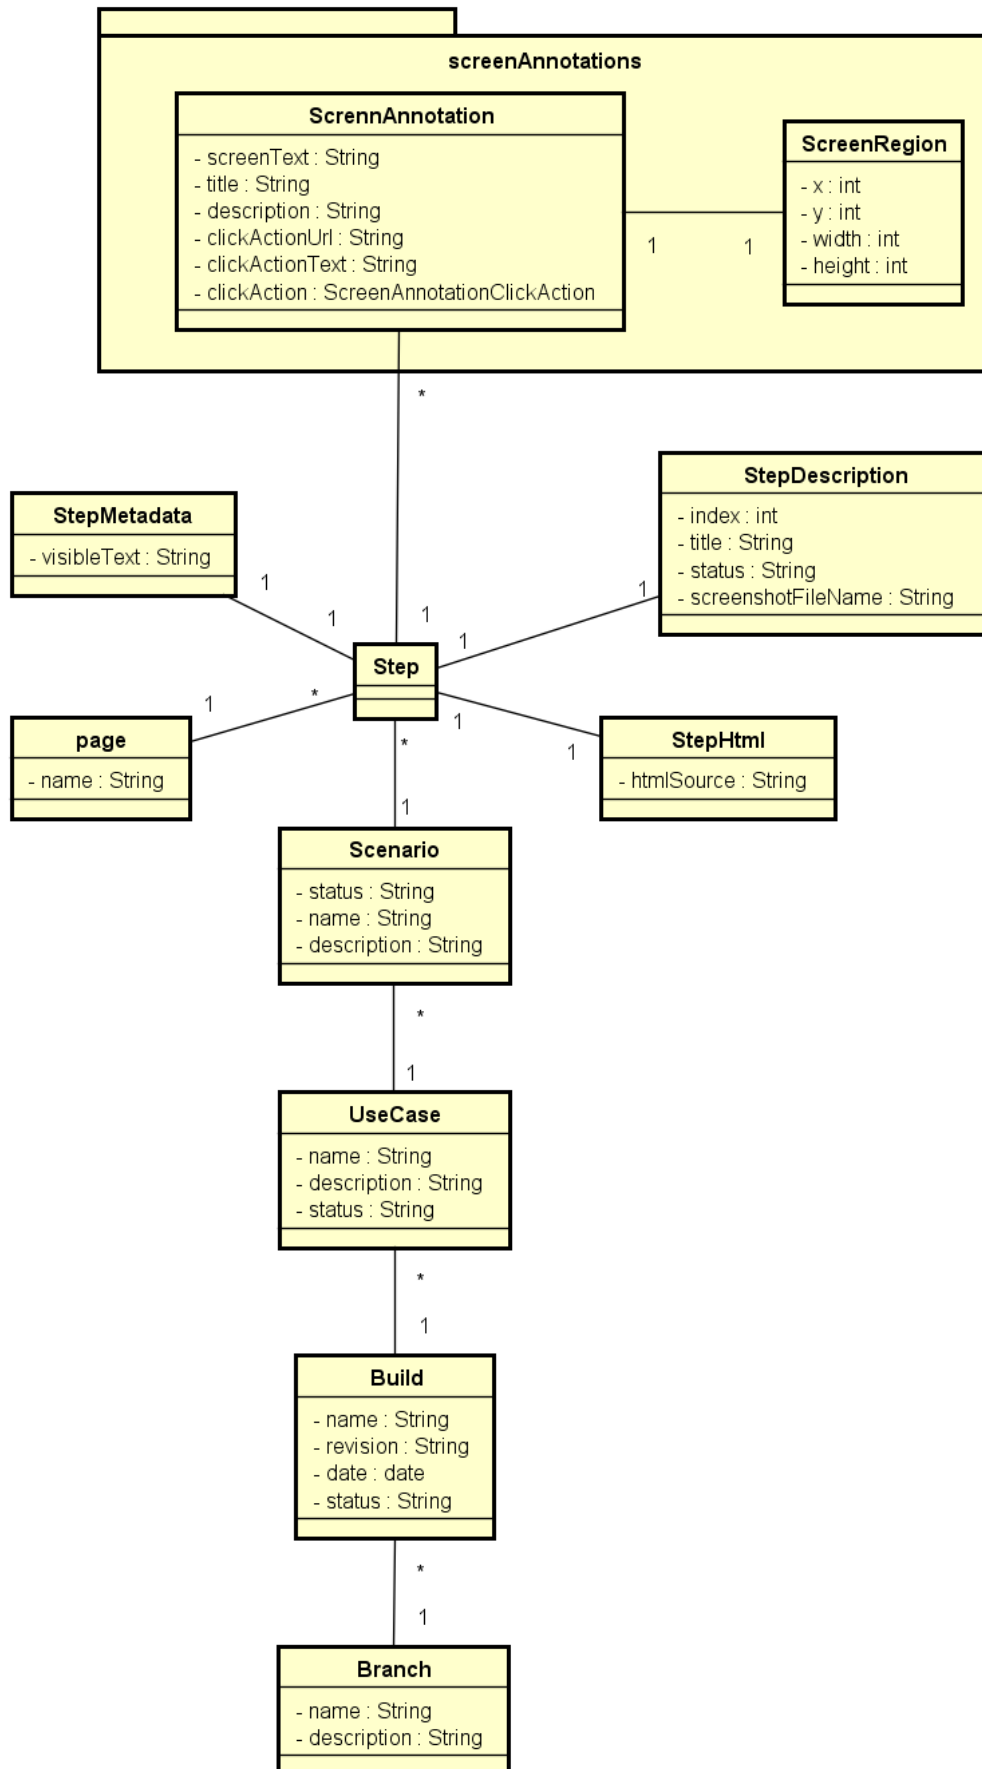 screenAnnotations
ScrennAnnotation
- screenText : String
- title : String
- description : String
- clickActionUrl : String
- clickActionText : String
- clickAction : ScreenAnnotationClickAction
ScreenRegion
- x : int
- y : int
- width : int
- height : int
1
1
*
StepDescription
- index : int
- title : String
- status : String
- screenshotFileName : String
StepMetadata
- visibleText : String
1
1
1
1
1
Step
1
*
page
- name : String
1
1
StepHtml
- htmlSource : String
*
1
Scenario
- status : String
- name : String
- description : String
*
1
UseCase
- name : String
- description : String
- status : String
*
1
Build
- name : String
- revision : String
- date : date
- status : String
*
1
Branch
- name : String
- description : String